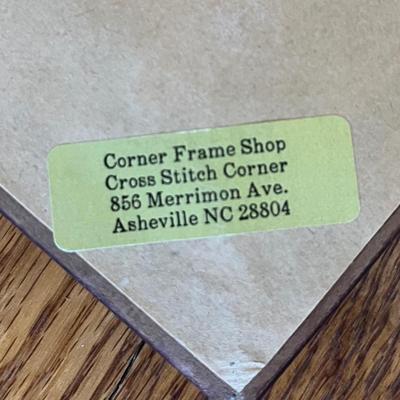 Corner Frame Shop
Cross Stitch Corner
856 Merrimon Ave.
Asheville NC 28804